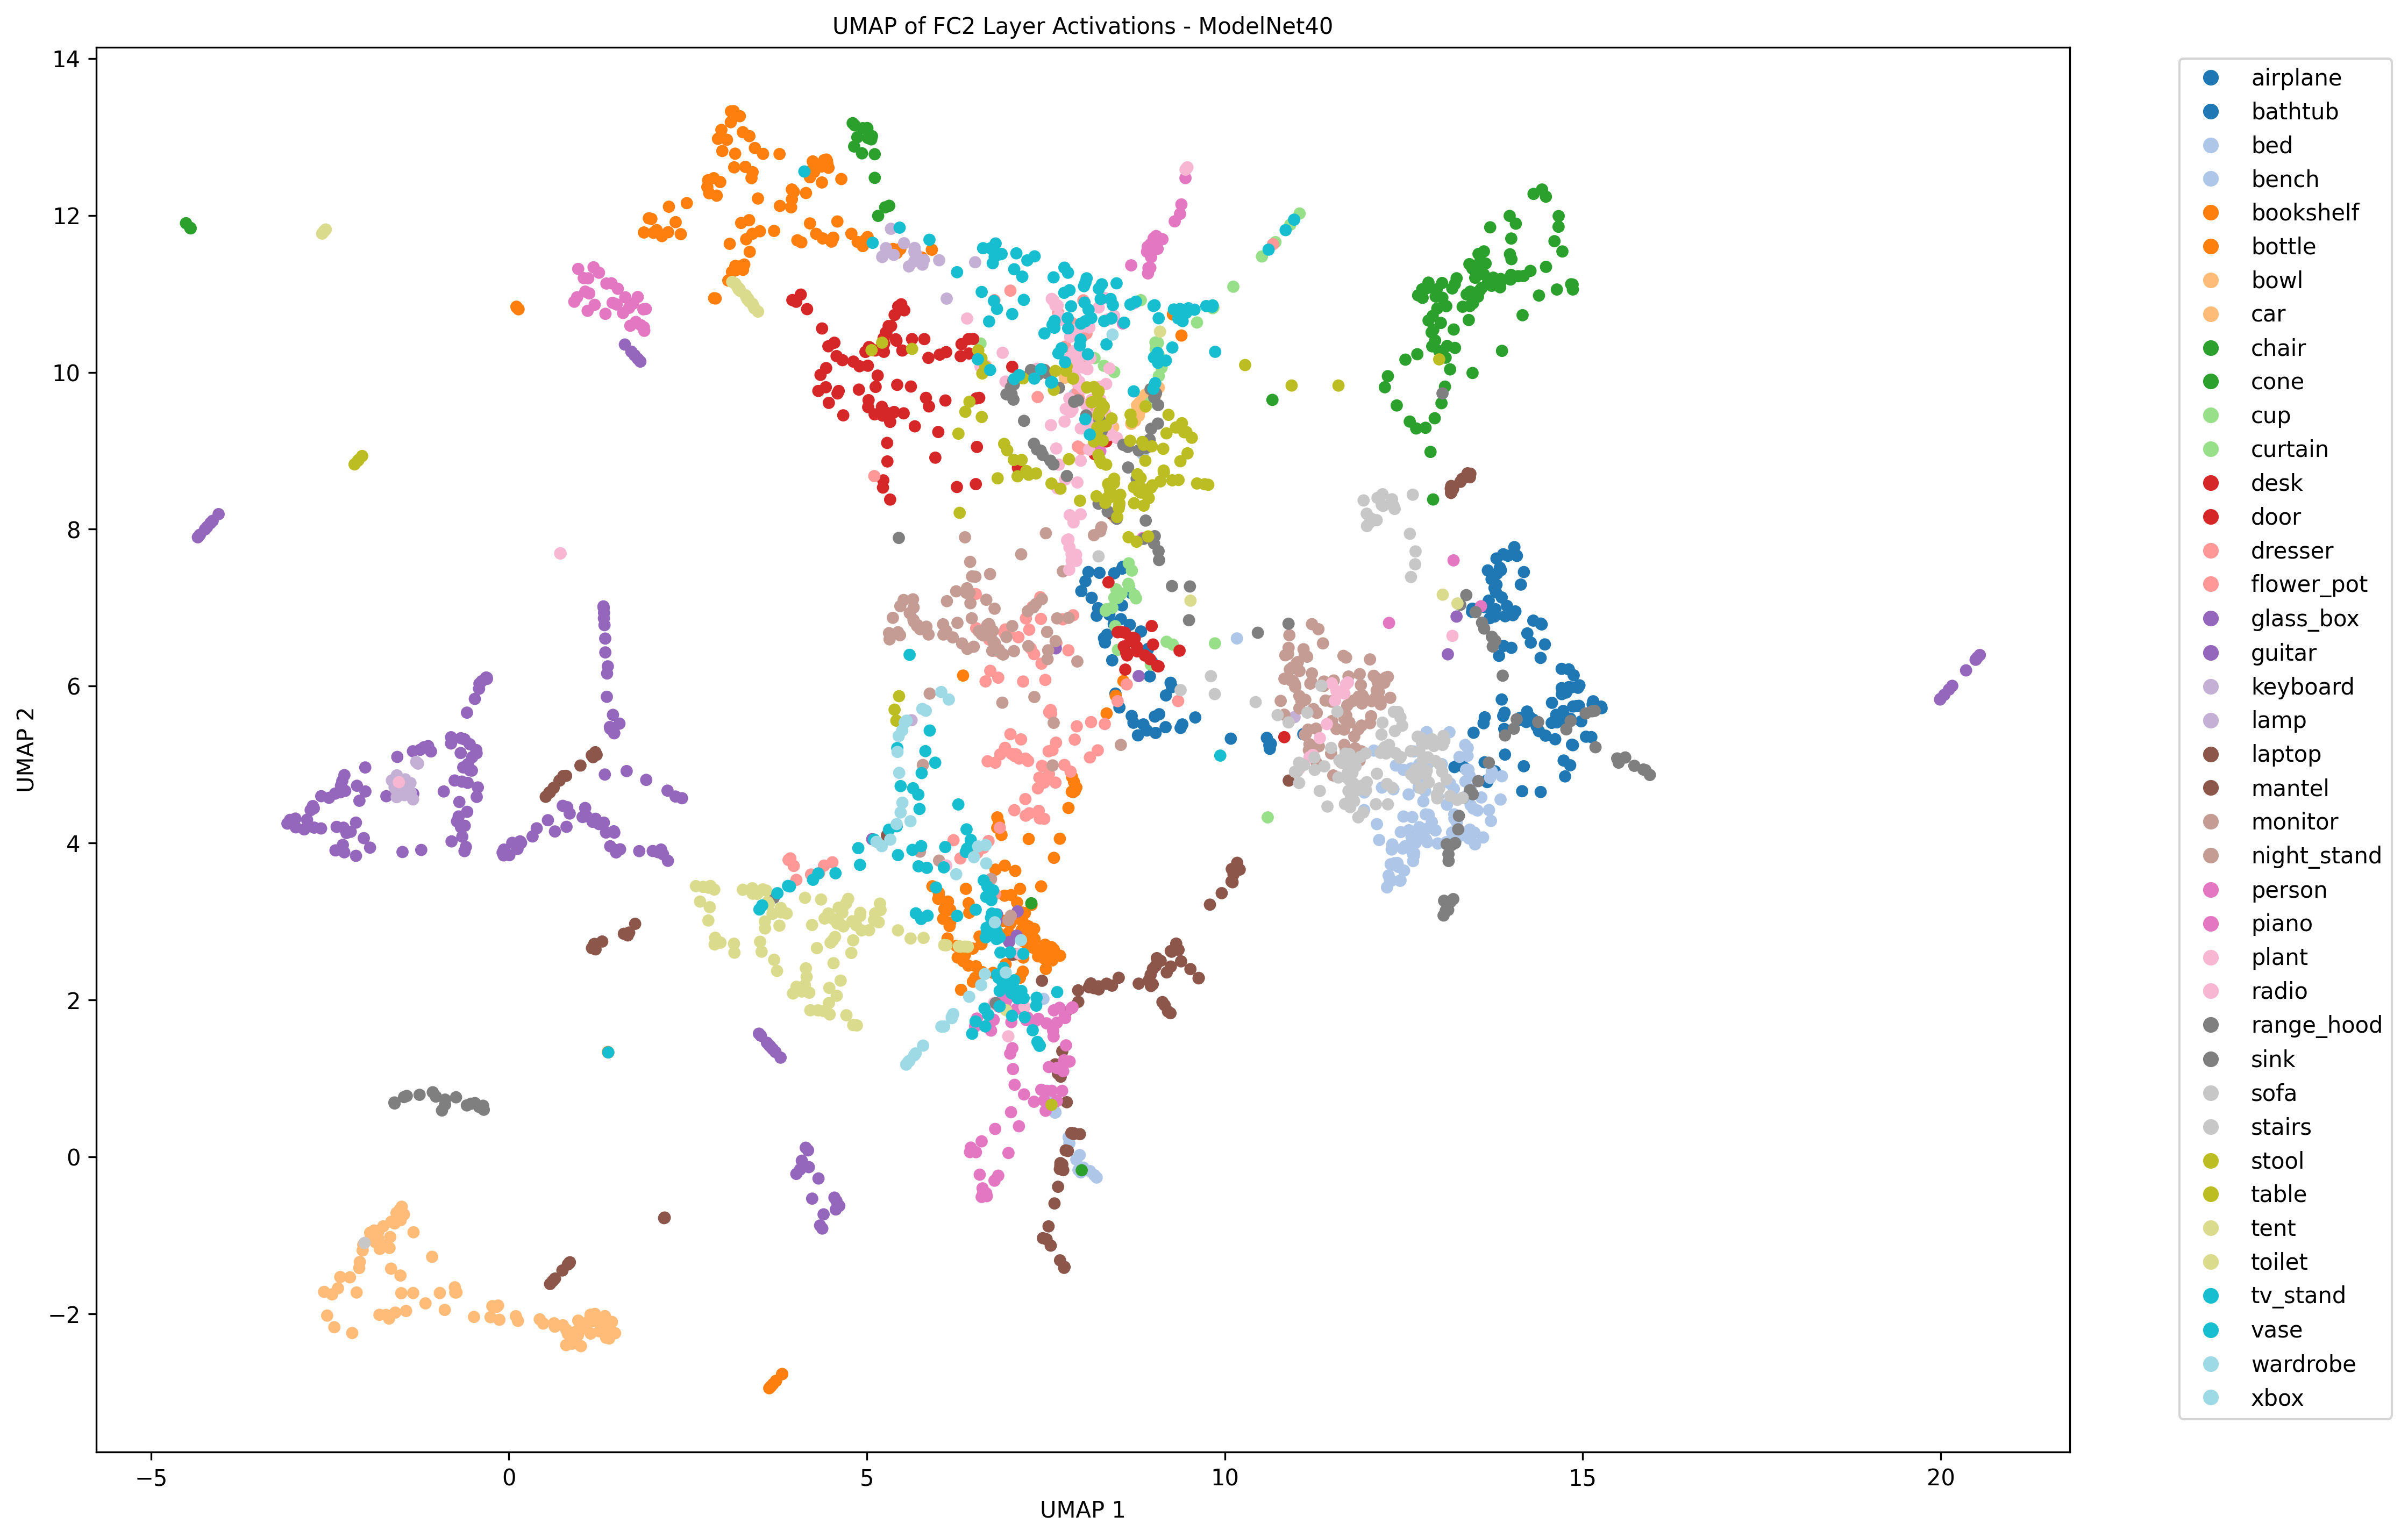 UMAP of FC2 Layer Activations - ModelNet40
14
12
10
8
6
4
2
0
−2
UMAP 2
−5
0
5
10
15
20
UMAP 1
airplane
bathtub
bed
bench
bookshelf
bottle
bowl
car
chair
cone
cup
curtain
desk
door
dresser
flower_pot
glass_box
guitar
keyboard
lamp
laptop
mantel
monitor
night_stand
person
piano
plant
radio
range_hood
sink
sofa
stairs
stool
table
tent
toilet
tv_stand
vase
wardrobe
xbox